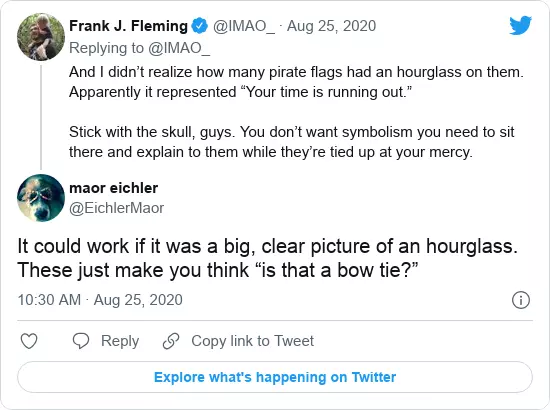 Frank J. Fleming @IMAO_ · Aug 25, 2020
Replying to @IMAO_
And I didn’t realize how many pirate flags had an hourglass on them.
Apparently it represented “Your time is running out.”
Stick with the skull, guys. You don’t want symbolism you need to sit
there and explain to them while they’re tied up at your mercy.
maor eichler
@EichlerMaor
It could work if it was a big, clear picture of an hourglass.
These just make you think “is that a bow tie?”
10:30 AM · Aug 25, 2020
Reply Copy link to Tweet
Explore what's happening on Twitter